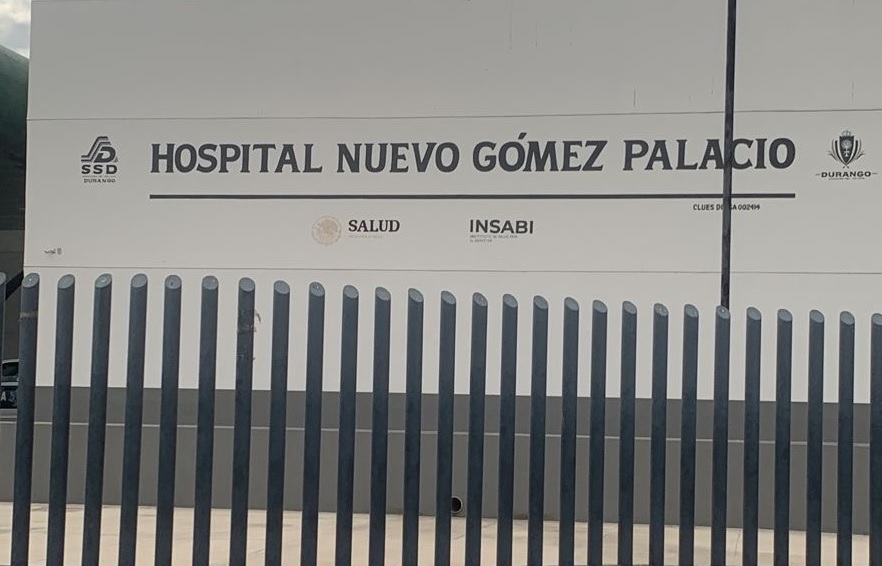 SSD
DURANGO
HOSPITAL NUEVO GÓMEZ PALACIO
DURANGO
SALUD
INSABI